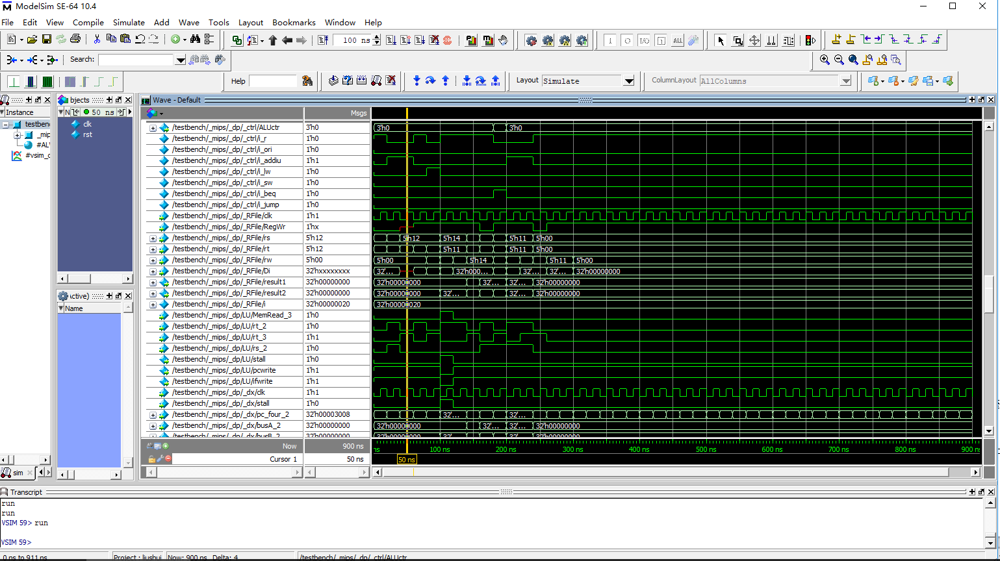 ModelSim SE-64 10.4
File Edit View Compile Simulate Add Wave Tools Layout Bookmarks Window Help
100 ns
Search:
Help
Layout Simulate
ColumnLayout AllColumns
bjects
Wave - Default
Instance
N 50 ns
Msgs
testbench
clk
_mip
rst
#AL
#vsim_c
/testbench/_mips/_dp/_ctrl/ALUctr 3'h0 3'h0 3'h0
/testbench/_mips/_dp/_ctrl/i_r 1'h0
/testbench/_mips/_dp/_ctrl/i_ori 1'h0
/testbench/_mips/_dp/_ctrl/i_addiu 1'h1
/testbench/_mips/_dp/_ctrl/i_lw 1'h0
/testbench/_mips/_dp/_ctrl/i_sw 1'h0
/testbench/_mips/_dp/_ctrl/i_beq 1'h0
/testbench/_mips/_dp/_ctrl/i_jump 1'h0
/testbench/_mips/_dp/_RFile/clk 1'h1
/testbench/_mips/_dp/_RFile/RegWr 1'hx
/testbench/_mips/_dp/_RFile/rs 5'h12 5'h12 5'h14 5'h11 5'h00
/testbench/_mips/_dp/_RFile/rt 5'h12 5'h11 5'h11 5'h00
/testbench/_mips/_dp/_RFile/rw 5'h00 5'h00 5'h14 5'h11 5'h00
/testbench/_mips/_dp/_RFile/Di 32'hxxxxxxxx 32'... 32'h000... 32'... 32'... 32'h00000000
/testbench/_mips/_dp/_RFile/result1 32'h00000000 32'h00000000 32'... 32'... 32'h00000000
/testbench/_mips/_dp/_RFile/result2 32'h00000000 32'h00000000 32'... 32'... 32'h00000000
/testbench/_mips/_dp/_RFile/i 32'h00000020 32'h00000020
/testbench/_mips/_dp/LU/MemRead_3 1'h0
/testbench/_mips/_dp/LU/rt_2 1'h0
/testbench/_mips/_dp/LU/rt_3 1'h1
/testbench/_mips/_dp/LU/rs_2 1'h0
/testbench/_mips/_dp/LU/stall 1'h0
/testbench/_mips/_dp/LU/pcwrite 1'h1
/testbench/_mips/_dp/LU/ifwrite 1'h1
/testbench/_mips/_dp/_dx/clk 1'h1
/testbench/_mips/_dp/_dx/stall 1'h0
/testbench/_mips/_dp/_dx/pc_four_2 32'h00003008 32'... 32'...
/testbench/_mips/_dp/_dx/busA_2 32'h00000000 32'h00000000 32'... 32'... 32'h00000000
/testbench/_mips/_dp/_dx/busB_2 32'h00000000 32'h00000000 32'... 32'... 32'h00000000
Active)
Name
Now 900 ns ns 100 ns 200 ns 300 ns 400 ns 500 ns 600 ns 700 ns 800 ns 900 ns
Cursor 1 50 ns 50 ns
sim
Transcript
run
run
VSIM 59> run
VSIM 59>
0 ns to 911 ns Project : liushui Now: 900 ns Delta: 4 /testbench/_mips/_dp/_ctrl/ALUctr